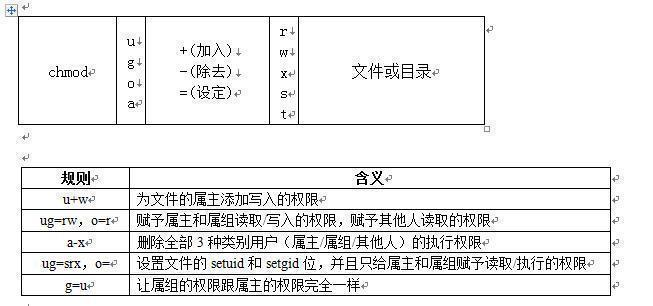 chmod
u
g
o
a
+(加入)
-(除去)
=(设定)
r
w
x
s
t
文件或目录
规则 含义
u+w 为文件的属主添加写入的权限
ug=rw，o=r 赋予属主和属组读取/写入的权限，赋予其他人读取的权限
a-x 删除全部 3 种类别用户（属主/属组/其他人）的执行权限
ug=srx，o= 设置文件的 setuid 和 setgid 位，并且只给属主和属组赋予读取/执行的权限
g=u 让属组的权限跟属主的权限完全一样